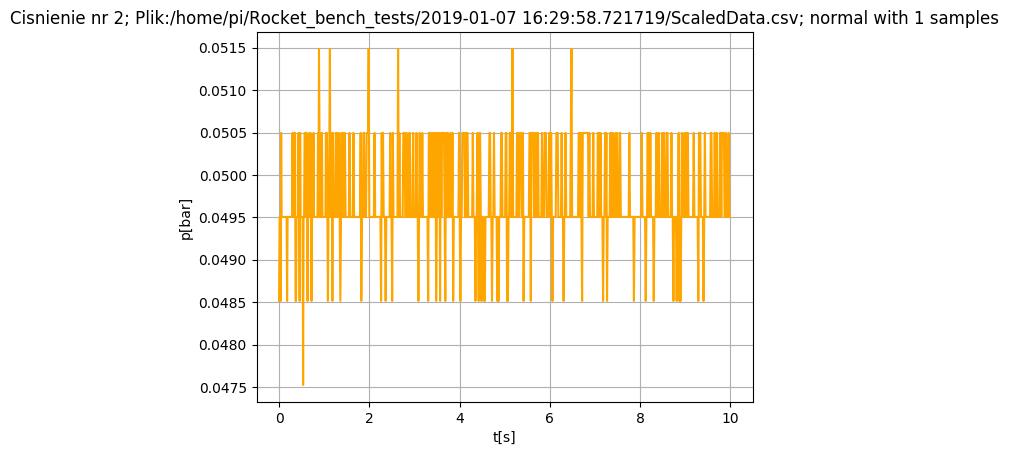 Cisnienie nr 2; Plik:/home/pi/Rocket_bench_tests/2019-01-07 16:29:58.721719/ScaledData.csv; normal with 1 samples
0.0515
0.0510
0.0505
0.0500
0.0495
0.0490
0.0485
0.0480
0.0475
p[bar]
0 2 4 6 8 10
t[s]